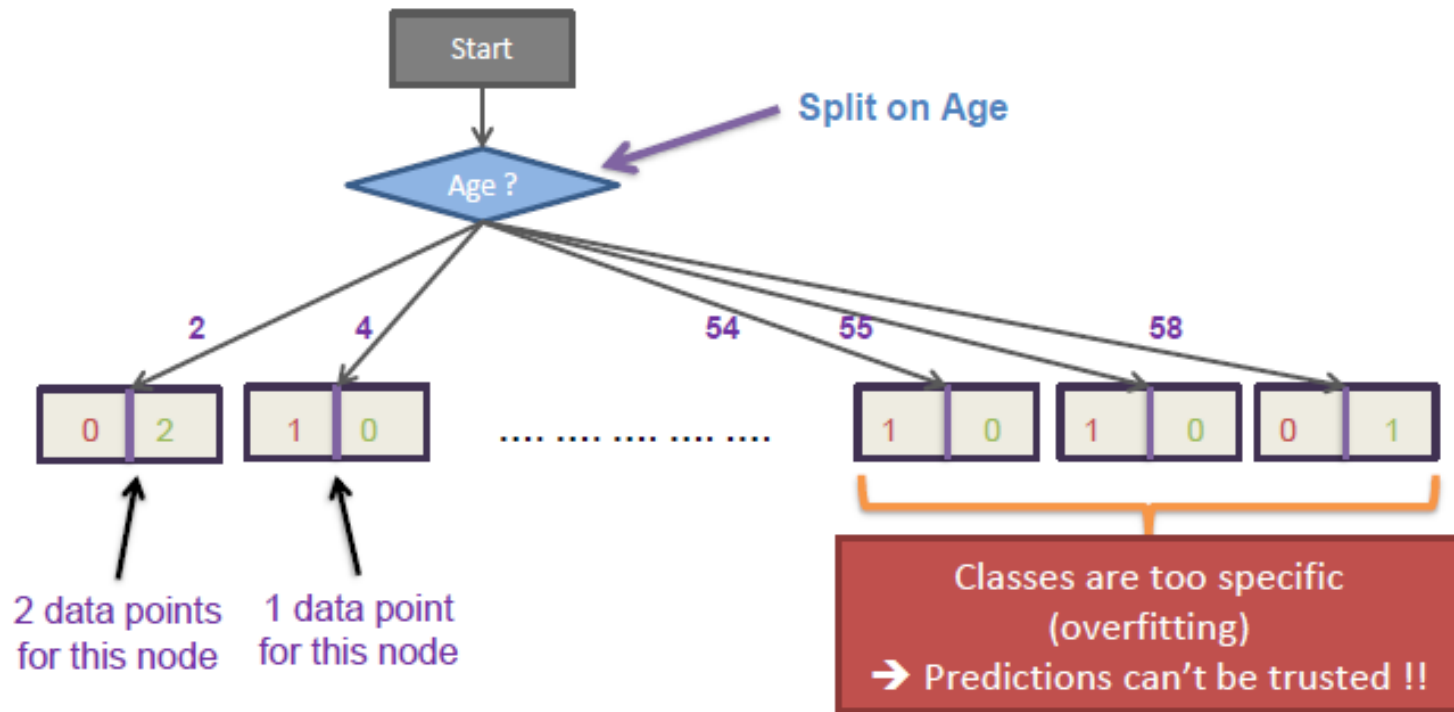 Start
Split on Age
Age ?
2
4
54
55
58
0 2
1 0
.... .... .... .... ....
1 0
1 0
0 1
2 data points
for this node
1 data point
for this node
Classes are too specific
(overfitting)
➔ Predictions can't be trusted !!